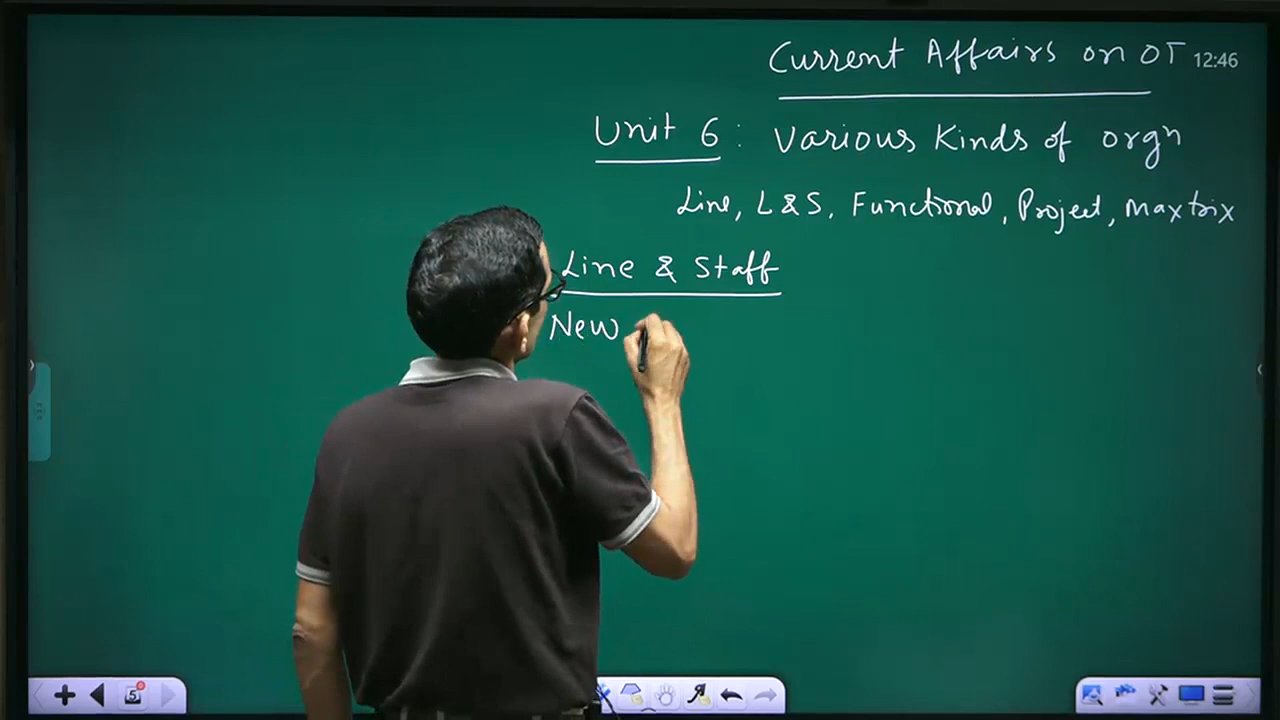 Current Affairs on OT 12:46
Unit 6 : Various Kinds of orgn
Line, L & S, Functional, Project, Maxtrix
Line & Staff
New
5